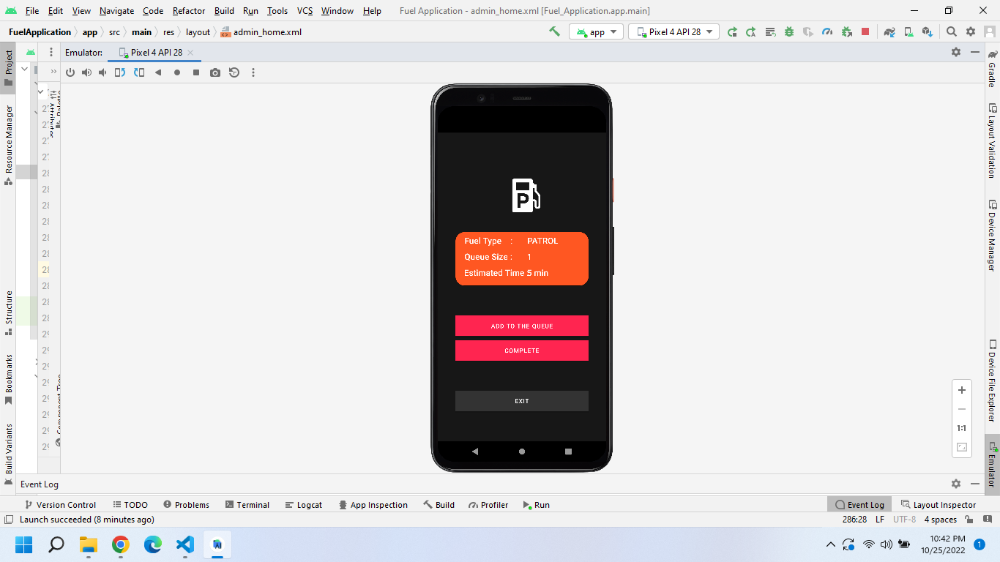 File Edit View Navigate Code Refactor Build Run Tools VCS Window Help Fuel Application - admin_home.xml [Fuel_Application.app.main]
FuelApplication app src main res layout admin_home.xml app Pixel 4 API 28
Emulator: Pixel 4 API 28
Project
Resource Manager
Structure
Bookmarks
Build Variants
Attributes
Component Tree
P
Fuel Type : PATROL
Queue Size : 1
Estimated Time : 5 min
ADD TO THE QUEUE
COMPLETE
EXIT
1:1
Gradle
Layout Validation
Device Manager
Device File Explorer
Emulator
Event Log
Version Control TODO Problems Terminal Logcat App Inspection Build Profiler Run Event Log Layout Inspector
Launch succeeded (8 minutes ago) 286:28 LF UTF-8 4 spaces
10:42 PM
10/25/2022
1